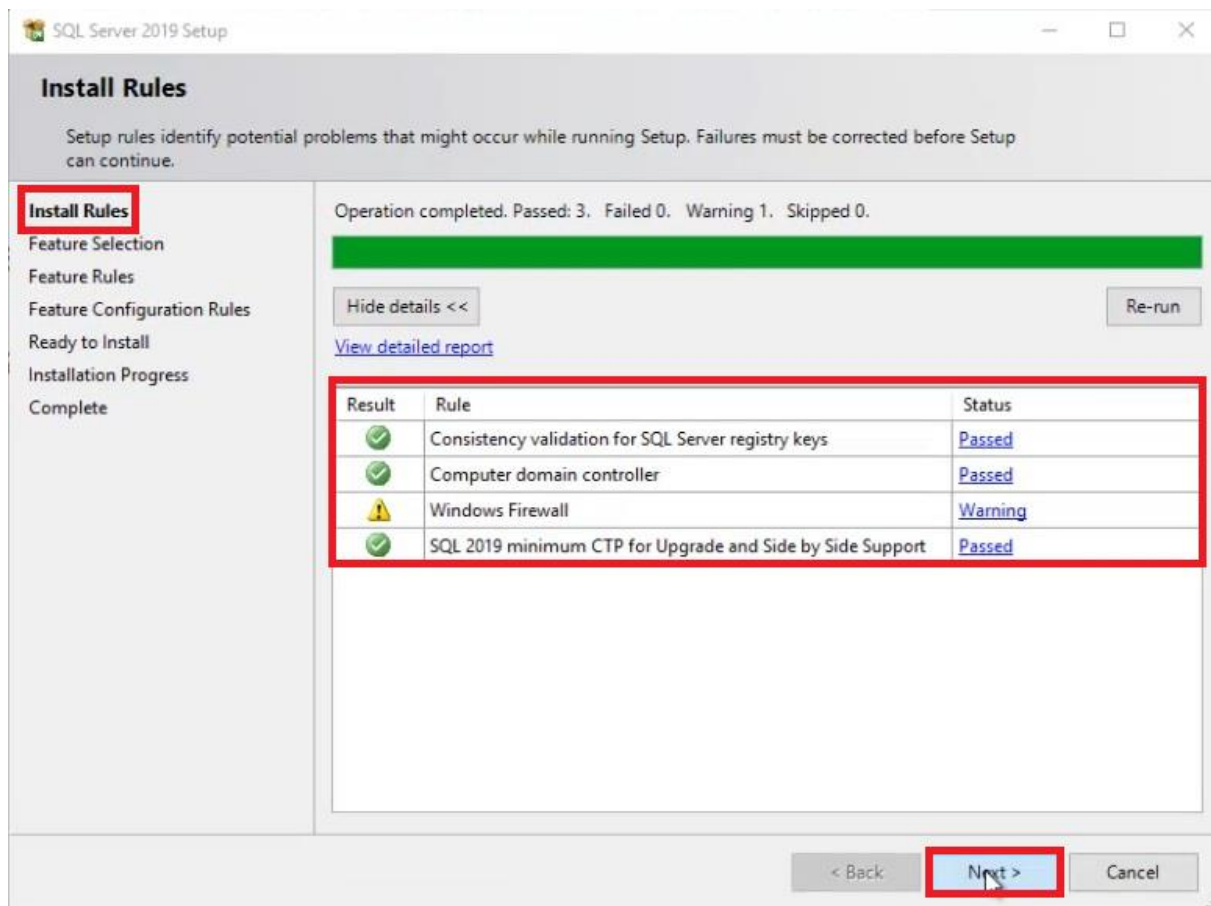 SQL Server 2019 Setup
Install Rules
Setup rules identify potential problems that might occur while running Setup. Failures must be corrected before Setup
can continue.
Install Rules
Feature Selection
Feature Rules
Feature Configuration Rules
Ready to Install
Installation Progress
Complete
Operation completed. Passed: 3. Failed 0. Warning 1. Skipped 0.
Hide details <<
Re-run
View detailed report
Result Rule Status
Consistency validation for SQL Server registry keys Passed
Computer domain controller Passed
Windows Firewall Warning
SQL 2019 minimum CTP for Upgrade and Side by Side Support Passed
< Back Next > Cancel